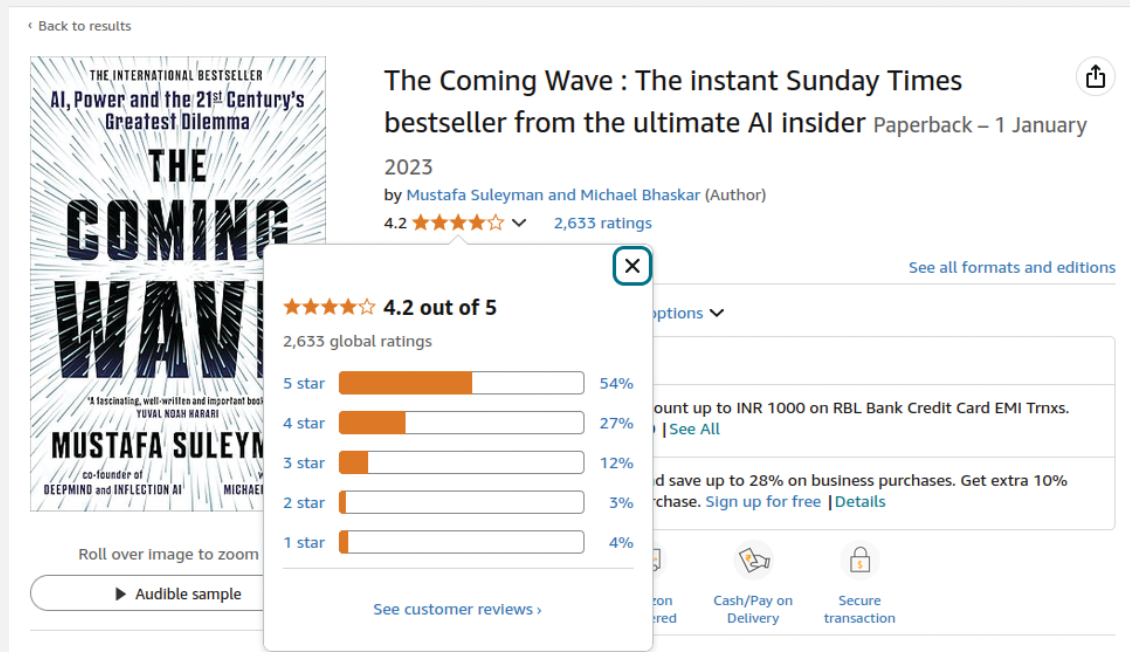 ‹ Back to results
THE INTERNATIONAL BESTSELLER
AI, Power and the 21st Century's
Greatest Dilemma
THE
COMING
WAV
'A fascinating, well-written and important book
YUVAL NOAH HARARI
MUSTAFA SULEYM
co-founder of
DEEPMIND and INFLECTION AI
MICHAE
Roll over image to zoom
Audible sample
The Coming Wave : The instant Sunday Times
bestseller from the ultimate AI insider Paperback – 1 January
2023
by Mustafa Suleyman and Michael Bhaskar (Author)
4.2
2,633 ratings
4.2 out of 5
2,633 global ratings
5 star 54%
4 star 27%
3 star 12%
2 star 3%
1 star 4%
See customer reviews ›
See all formats and editions
options
ount up to INR 1000 on RBL Bank Credit Card EMI Trnxs.
| See All
d save up to 28% on business purchases. Get extra 10%
rchase. Sign up for free | Details
zon
red
Cash/Pay on
Delivery
Secure
transaction